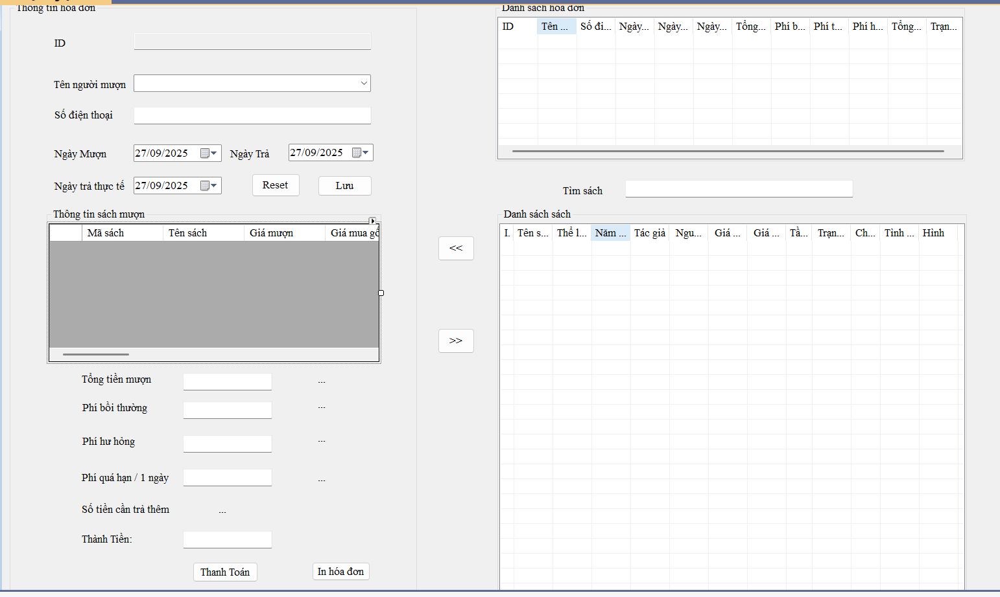 Thông tin hóa đơn
ID
Tên người mượn
Số điện thoại
Ngày Mượn 27/09/2025 Ngày Trả 27/09/2025
Ngày trả thực tế 27/09/2025 Reset Lưu
Thông tin sách mượn
Mã sách Tên sách Giá mượn Giá mua gố
Tổng tiền mượn ...
Phí bồi thường ...
Phí hư hỏng ...
Phí quá hạn / 1 ngày ...
Số tiền cần trả thêm ...
Thành Tiền:
Thanh Toán In hóa đơn
<<
>>
Danh sách hóa đơn
ID Tên ... Số đi... Ngày... Ngày... Ngày... Tổng... Phí b... Phí t... Phí h... Tổng... Trạn...
Tìm sách
Danh sách sách
I. Tên s... Thể l... Năm ... Tác giả Ngu... Giá ... Giá ... Tầ... Trạn... Ch... Tình ... Hình